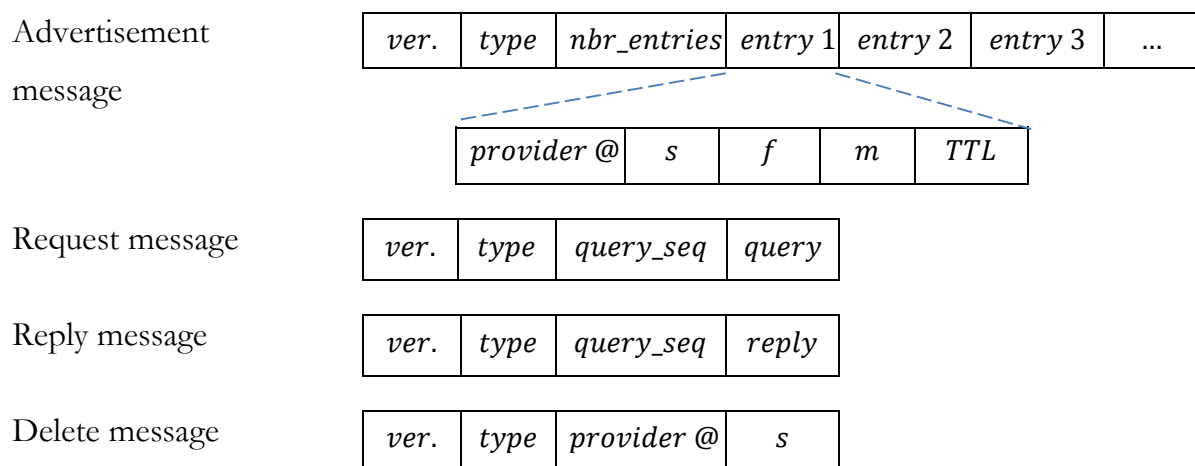 Advertisement
message
ver. type nbr_entries entry 1 entry 2 entry 3 ...
provider @ s f m TTL
Request message
ver. type query_seq query
Reply message
ver. type query_seq reply
Delete message
ver. type provider @ s